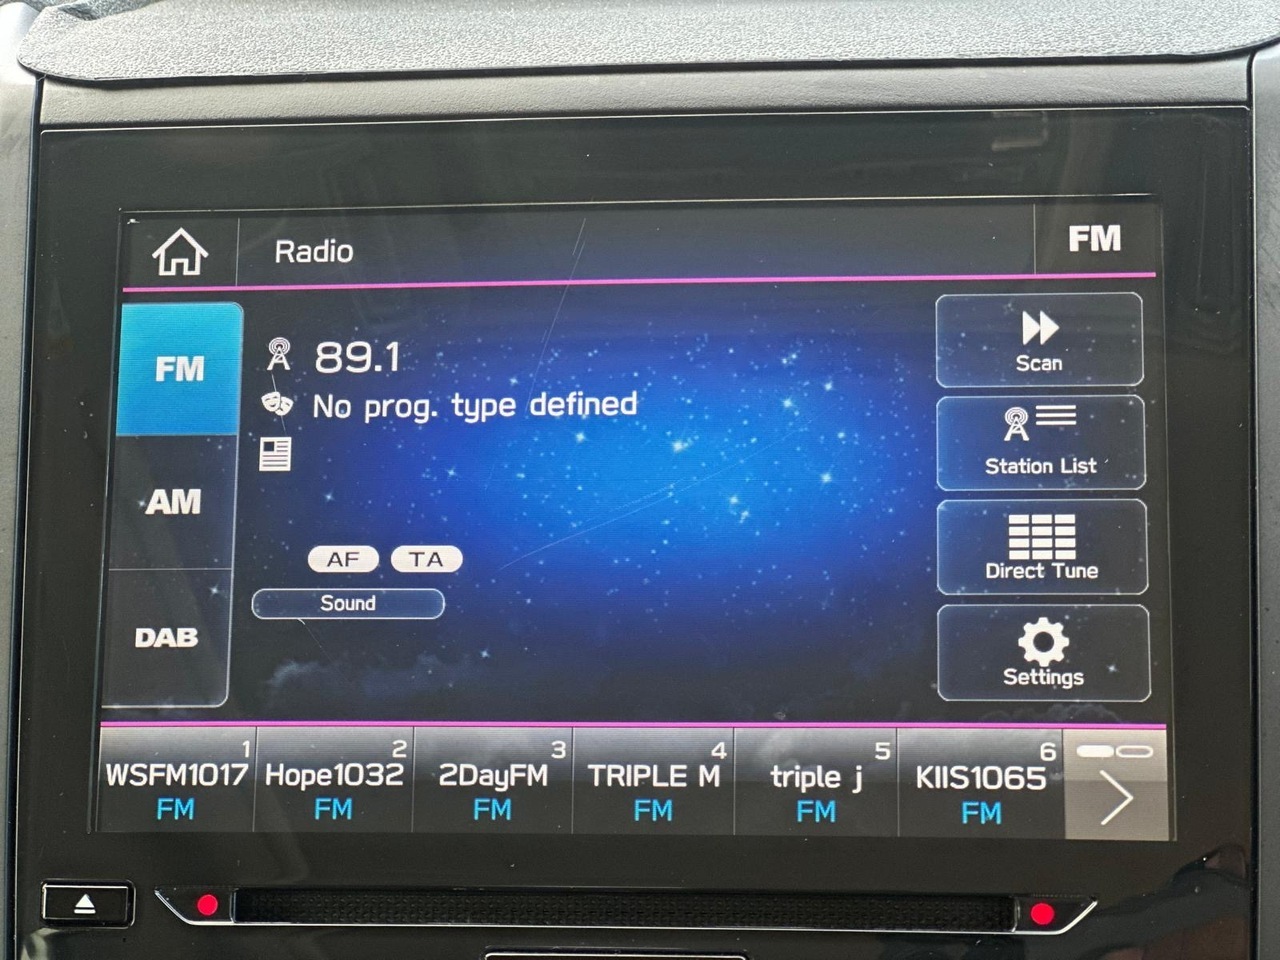 Radio
FM
FM
AM
DAB
89.1
No prog. type defined
AF TA
Sound
Scan
Station List
Direct Tune
Settings
1
WSFM1017
FM
2
Hope1032
FM
3
2DayFM
FM
4
TRIPLE M
FM
5
triple j
FM
6
KIIS1065
FM